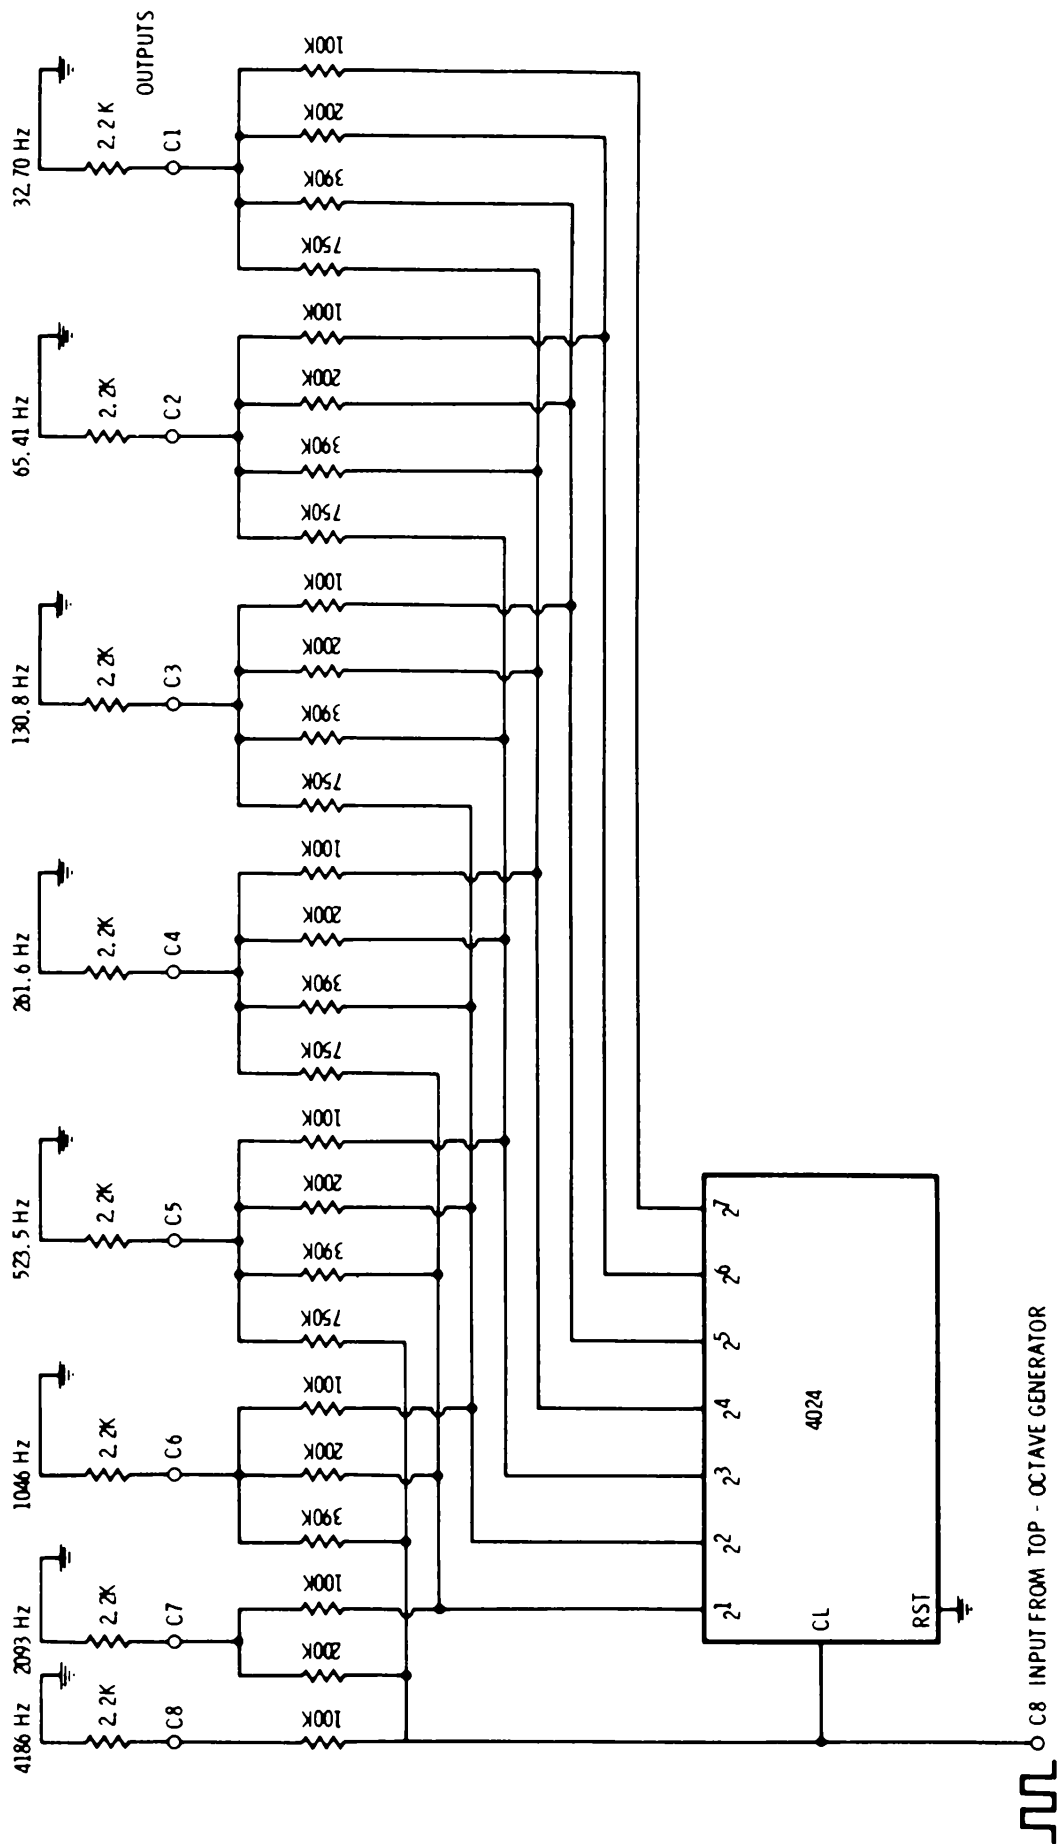 4186 Hz
2093 Hz
1046 Hz
523.5 Hz
261.6 Hz
130.8 Hz
65.41 Hz
32.70 Hz
2.2K
2.2K
2.2K
2.2K
2.2K
2.2K
2.2K
2.2K
OUTPUTS
C8
C7
C6
C5
C4
C3
C2
C1
100K
200K
100K
390K
200K
100K
750K
390K
200K
100K
750K
390K
200K
100K
750K
390K
200K
100K
750K
390K
200K
100K
750K
390K
200K
100K
2¹
2²
2³
2⁴
2⁵
2⁶
2⁷
CL
4024
RST
C8 INPUT FROM TOP - OCTAVE GENERATOR